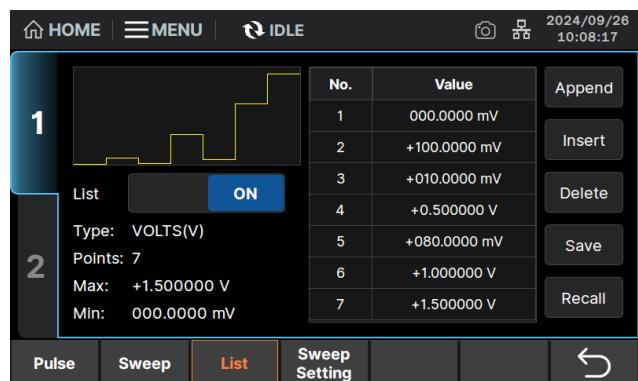 HOME MENU IDLE 2024/09/26
10:08:17
1
2
List ON
Type: VOLTS(V)
Points: 7
Max: +1.500000 V
Min: 000.0000 mV
No. Value
1 000.0000 mV
2 +100.0000 mV
3 +010.0000 mV
4 +0.500000 V
5 +080.0000 mV
6 +1.000000 V
7 +1.500000 V
Append
Insert
Delete
Save
Recall
Pulse
Sweep
List
Sweep
Setting